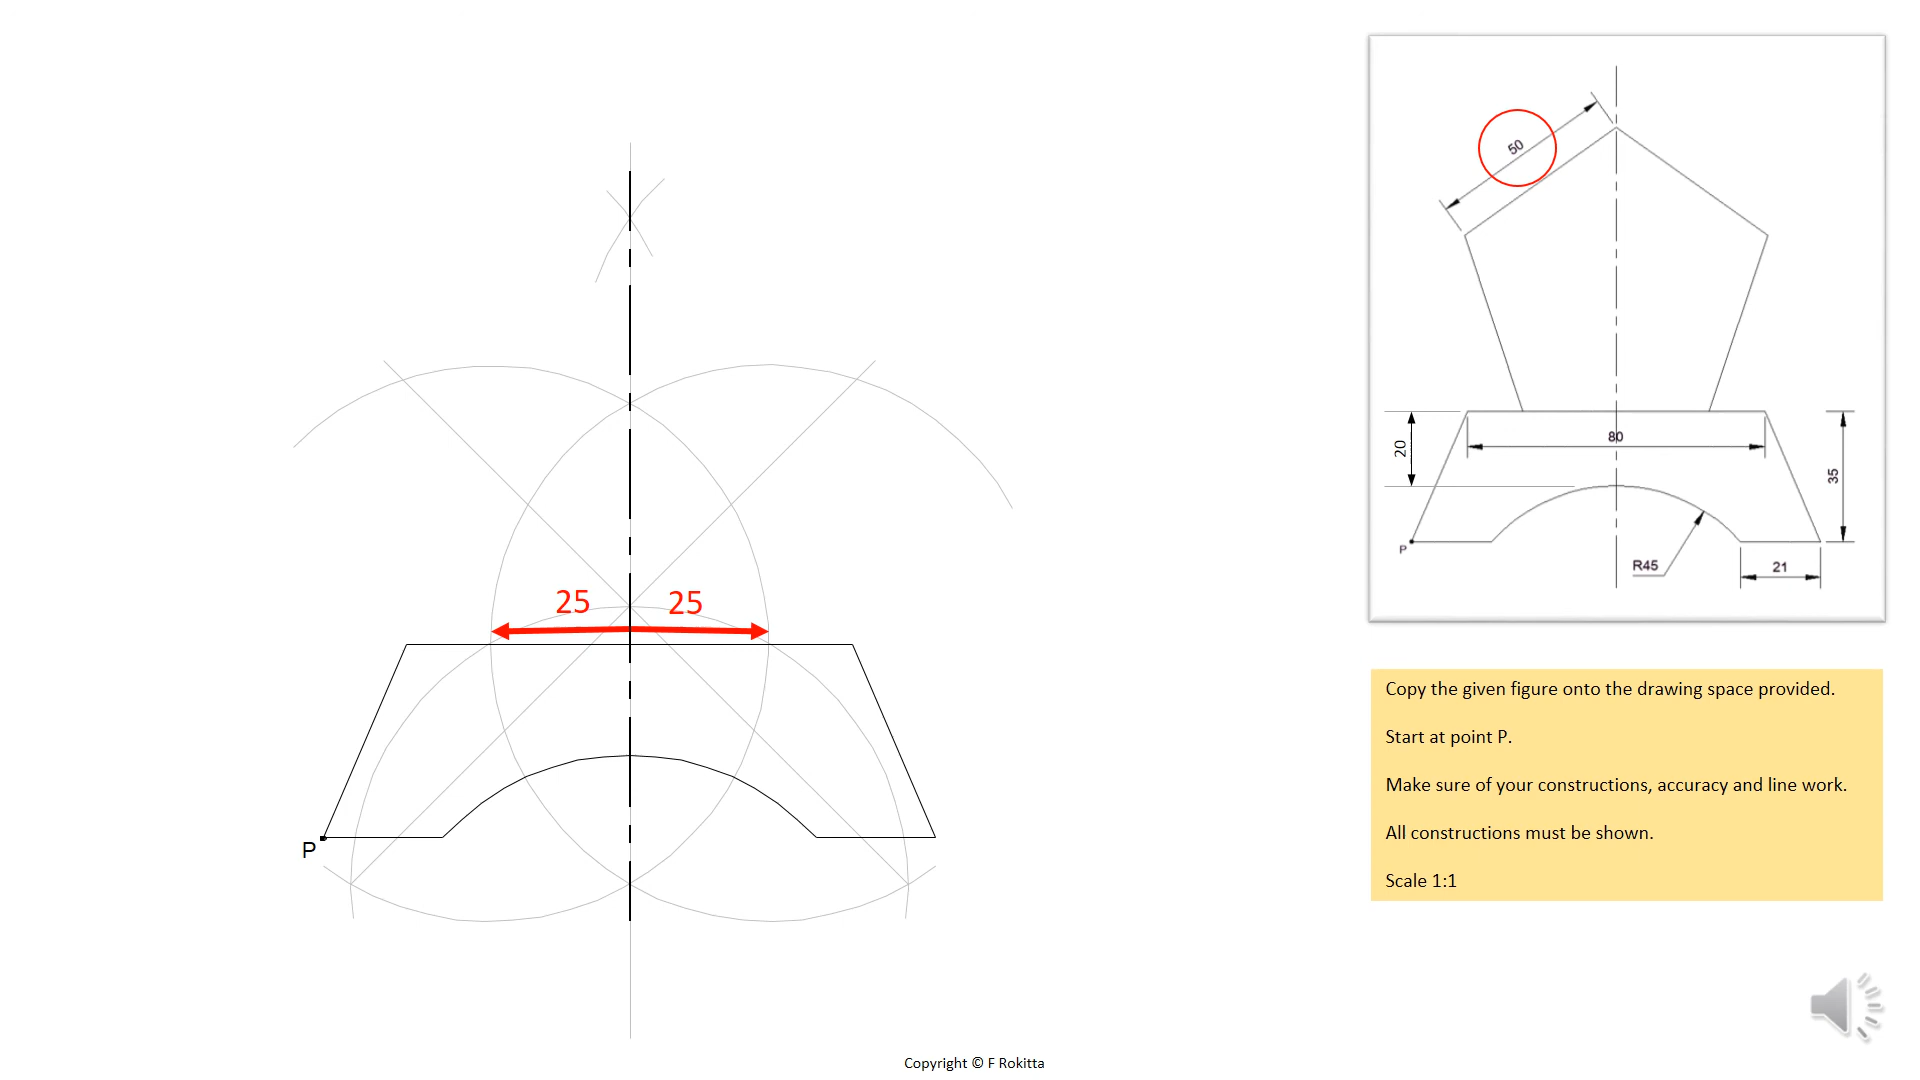 50
80
20
35
P
R45
21
25 25
P
Copy the given figure onto the drawing space provided.
Start at point P.
Make sure of your constructions, accuracy and line work.
All constructions must be shown.
Scale 1:1
Copyright © F Rokitta